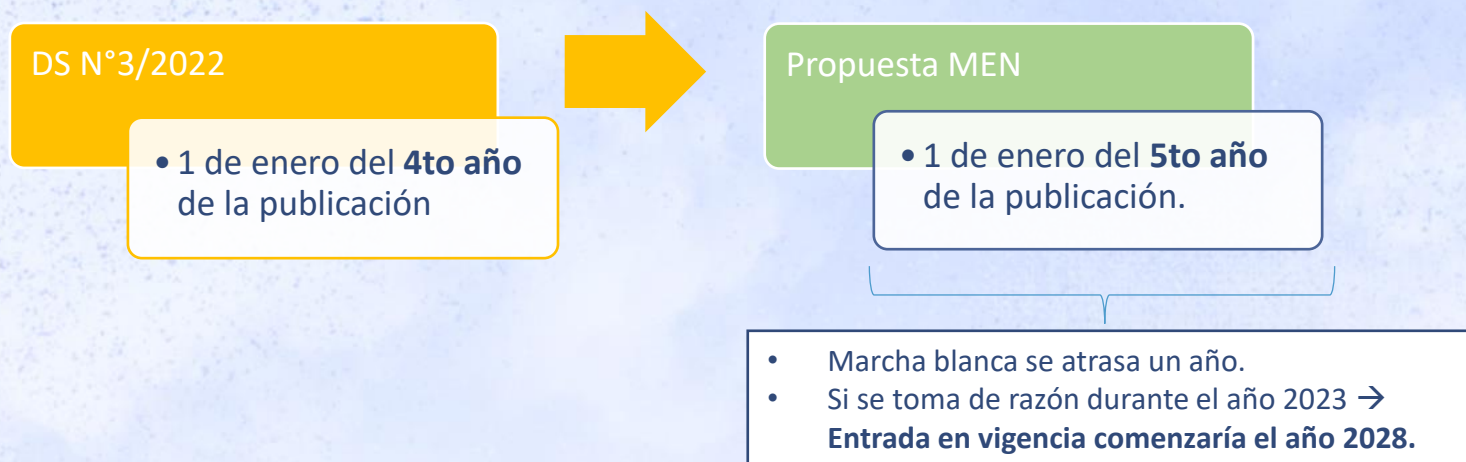 DS N°3/2022
• 1 de enero del 4to año
de la publicación
Propuesta MEN
• 1 de enero del 5to año
de la publicación.
• Marcha blanca se atrasa un año.
• Si se toma de razón durante el año 2023 →
Entrada en vigencia comenzaría el año 2028.